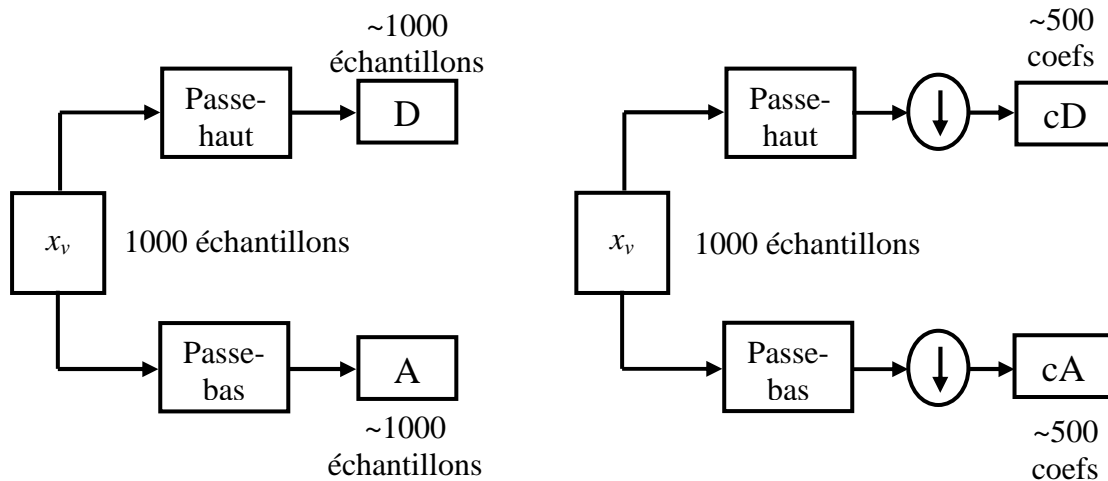 ~1000
échantillons
Passe-
haut
D
x_v
1000 échantillons
Passe-
bas
A
~1000
échantillons
~500
coefs
Passe-
haut
cD
x_v
1000 échantillons
Passe-
bas
cA
~500
coefs